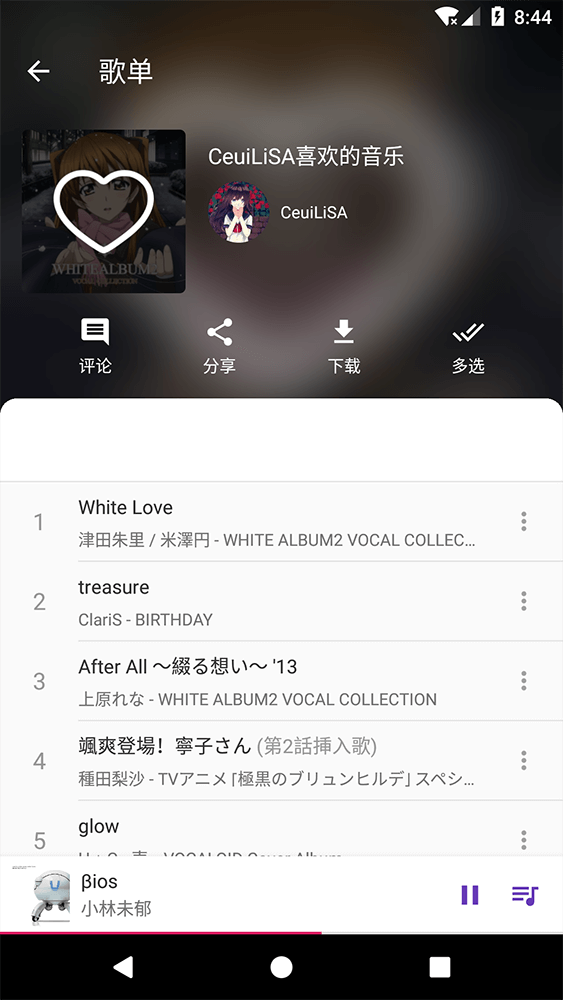 8:44
歌单
CeuiLiSA喜欢的音乐
CeuiLiSA
WHITE ALBUM2
VOCAL COLLECTION
评论
分享
下载
多选
1
White Love
津田朱里 / 米澤円 - WHITE ALBUM2 VOCAL COLLEC…
2
treasure
ClariS - BIRTHDAY
3
After All ～綴る想い～ '13
上原れな - WHITE ALBUM2 VOCAL COLLECTION
4
颯爽登場！寧子さん (第2話挿入歌)
種田梨沙 - TVアニメ「極黒のブリュンヒルデ」スペシ…
5
glow
VOCALOID Cover Album
βios
小林未郁